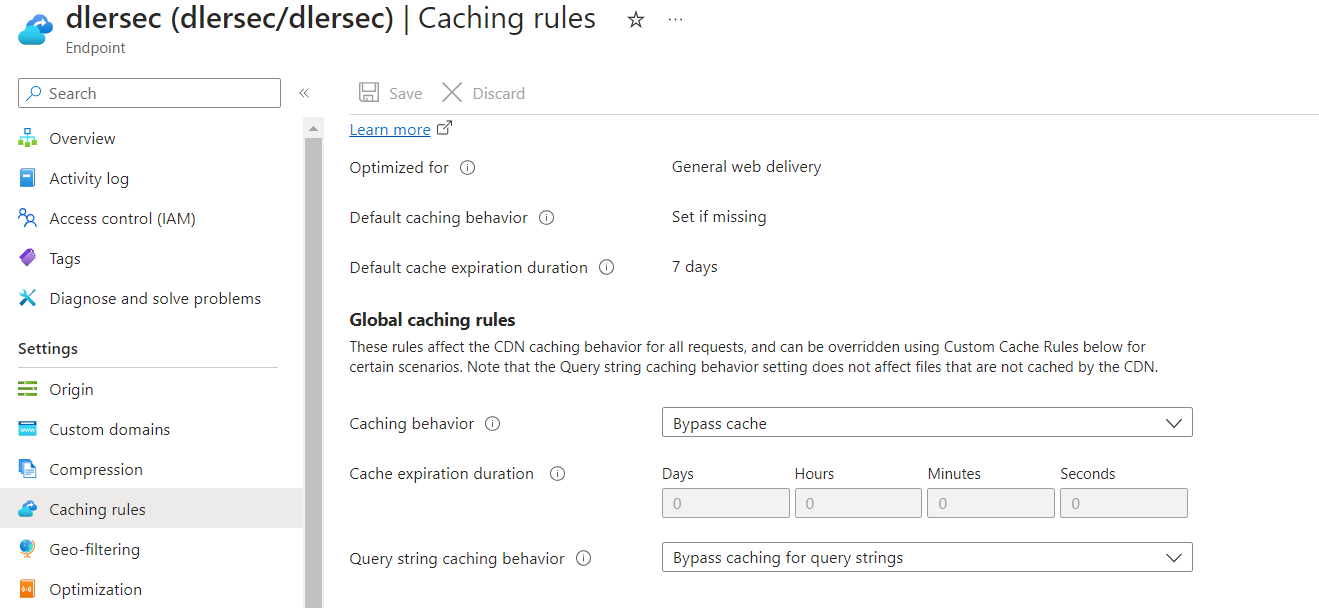 dlersec (dlersec/dlersec) | Caching rules
Endpoint
Search
Overview
Activity log
Access control (IAM)
Tags
Diagnose and solve problems
Settings
Origin
Custom domains
Compression
Caching rules
Geo-filtering
Optimization
Save Discard
Learn more
Optimized for General web delivery
Default caching behavior Set if missing
Default cache expiration duration 7 days
Global caching rules
These rules affect the CDN caching behavior for all requests, and can be overridden using Custom Cache Rules below for
certain scenarios. Note that the Query string caching behavior setting does not affect files that are not cached by the CDN.
Caching behavior Bypass cache
Cache expiration duration Days Hours Minutes Seconds
0 0 0 0
Query string caching behavior Bypass caching for query strings